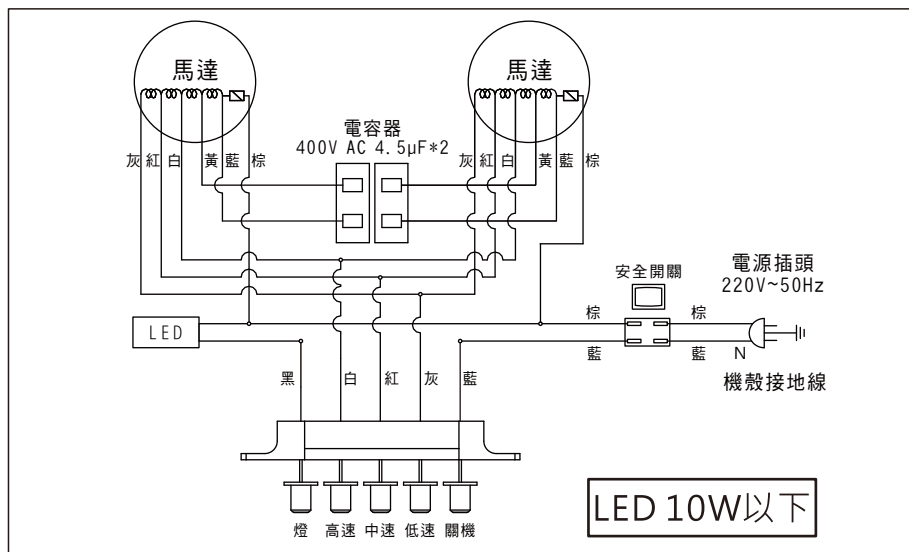 馬達
馬達
電容器
400V AC 4.5μF*2
灰 紅 白 黃 藍 棕
灰 紅 白 黃 藍 棕
安全開關
電源插頭
220V~50Hz
棕 棕
LED
藍 藍 N
機殼接地線
黑 白 紅 灰 藍
燈 高速 中速 低速 關機
LED 10W以下